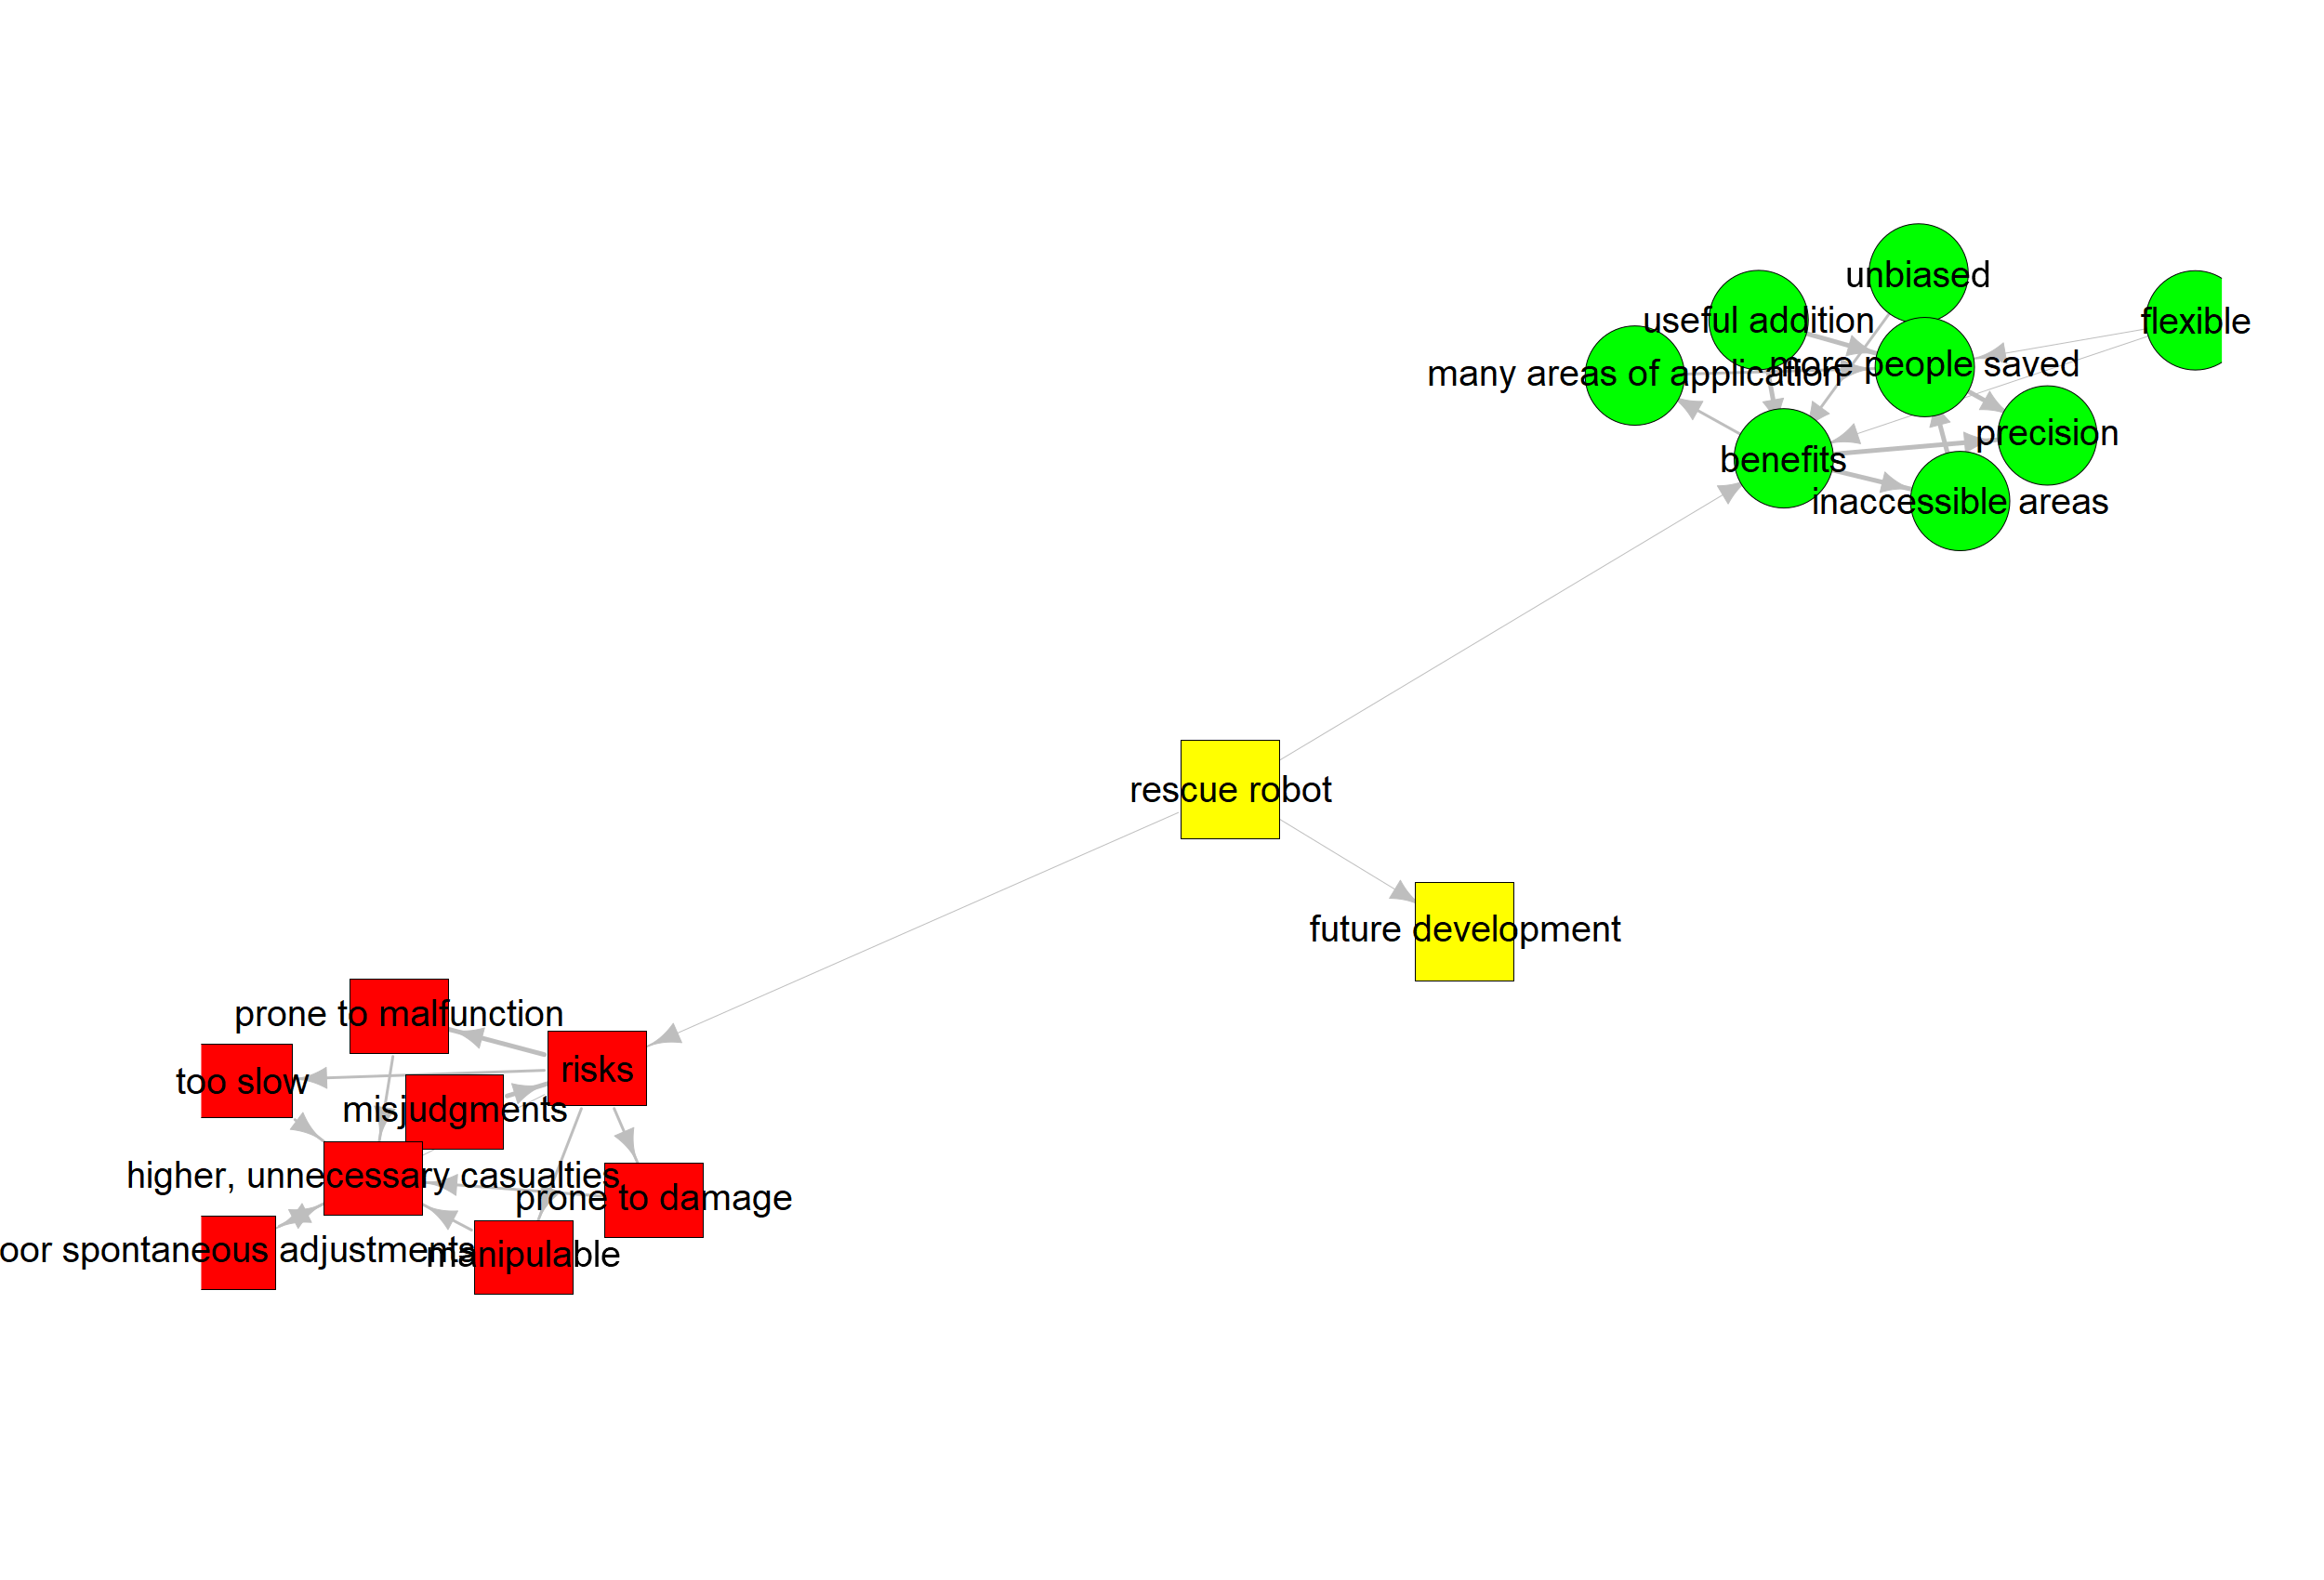 unbiased
useful addition
flexible
more people saved
many areas of application
precision
benefits
inaccessible areas
rescue robot
future development
prone to malfunction
risks
too slow
misjudgments
higher, unnecessary casualties
prone to damage
oor spontaneous adjustments
manipulable